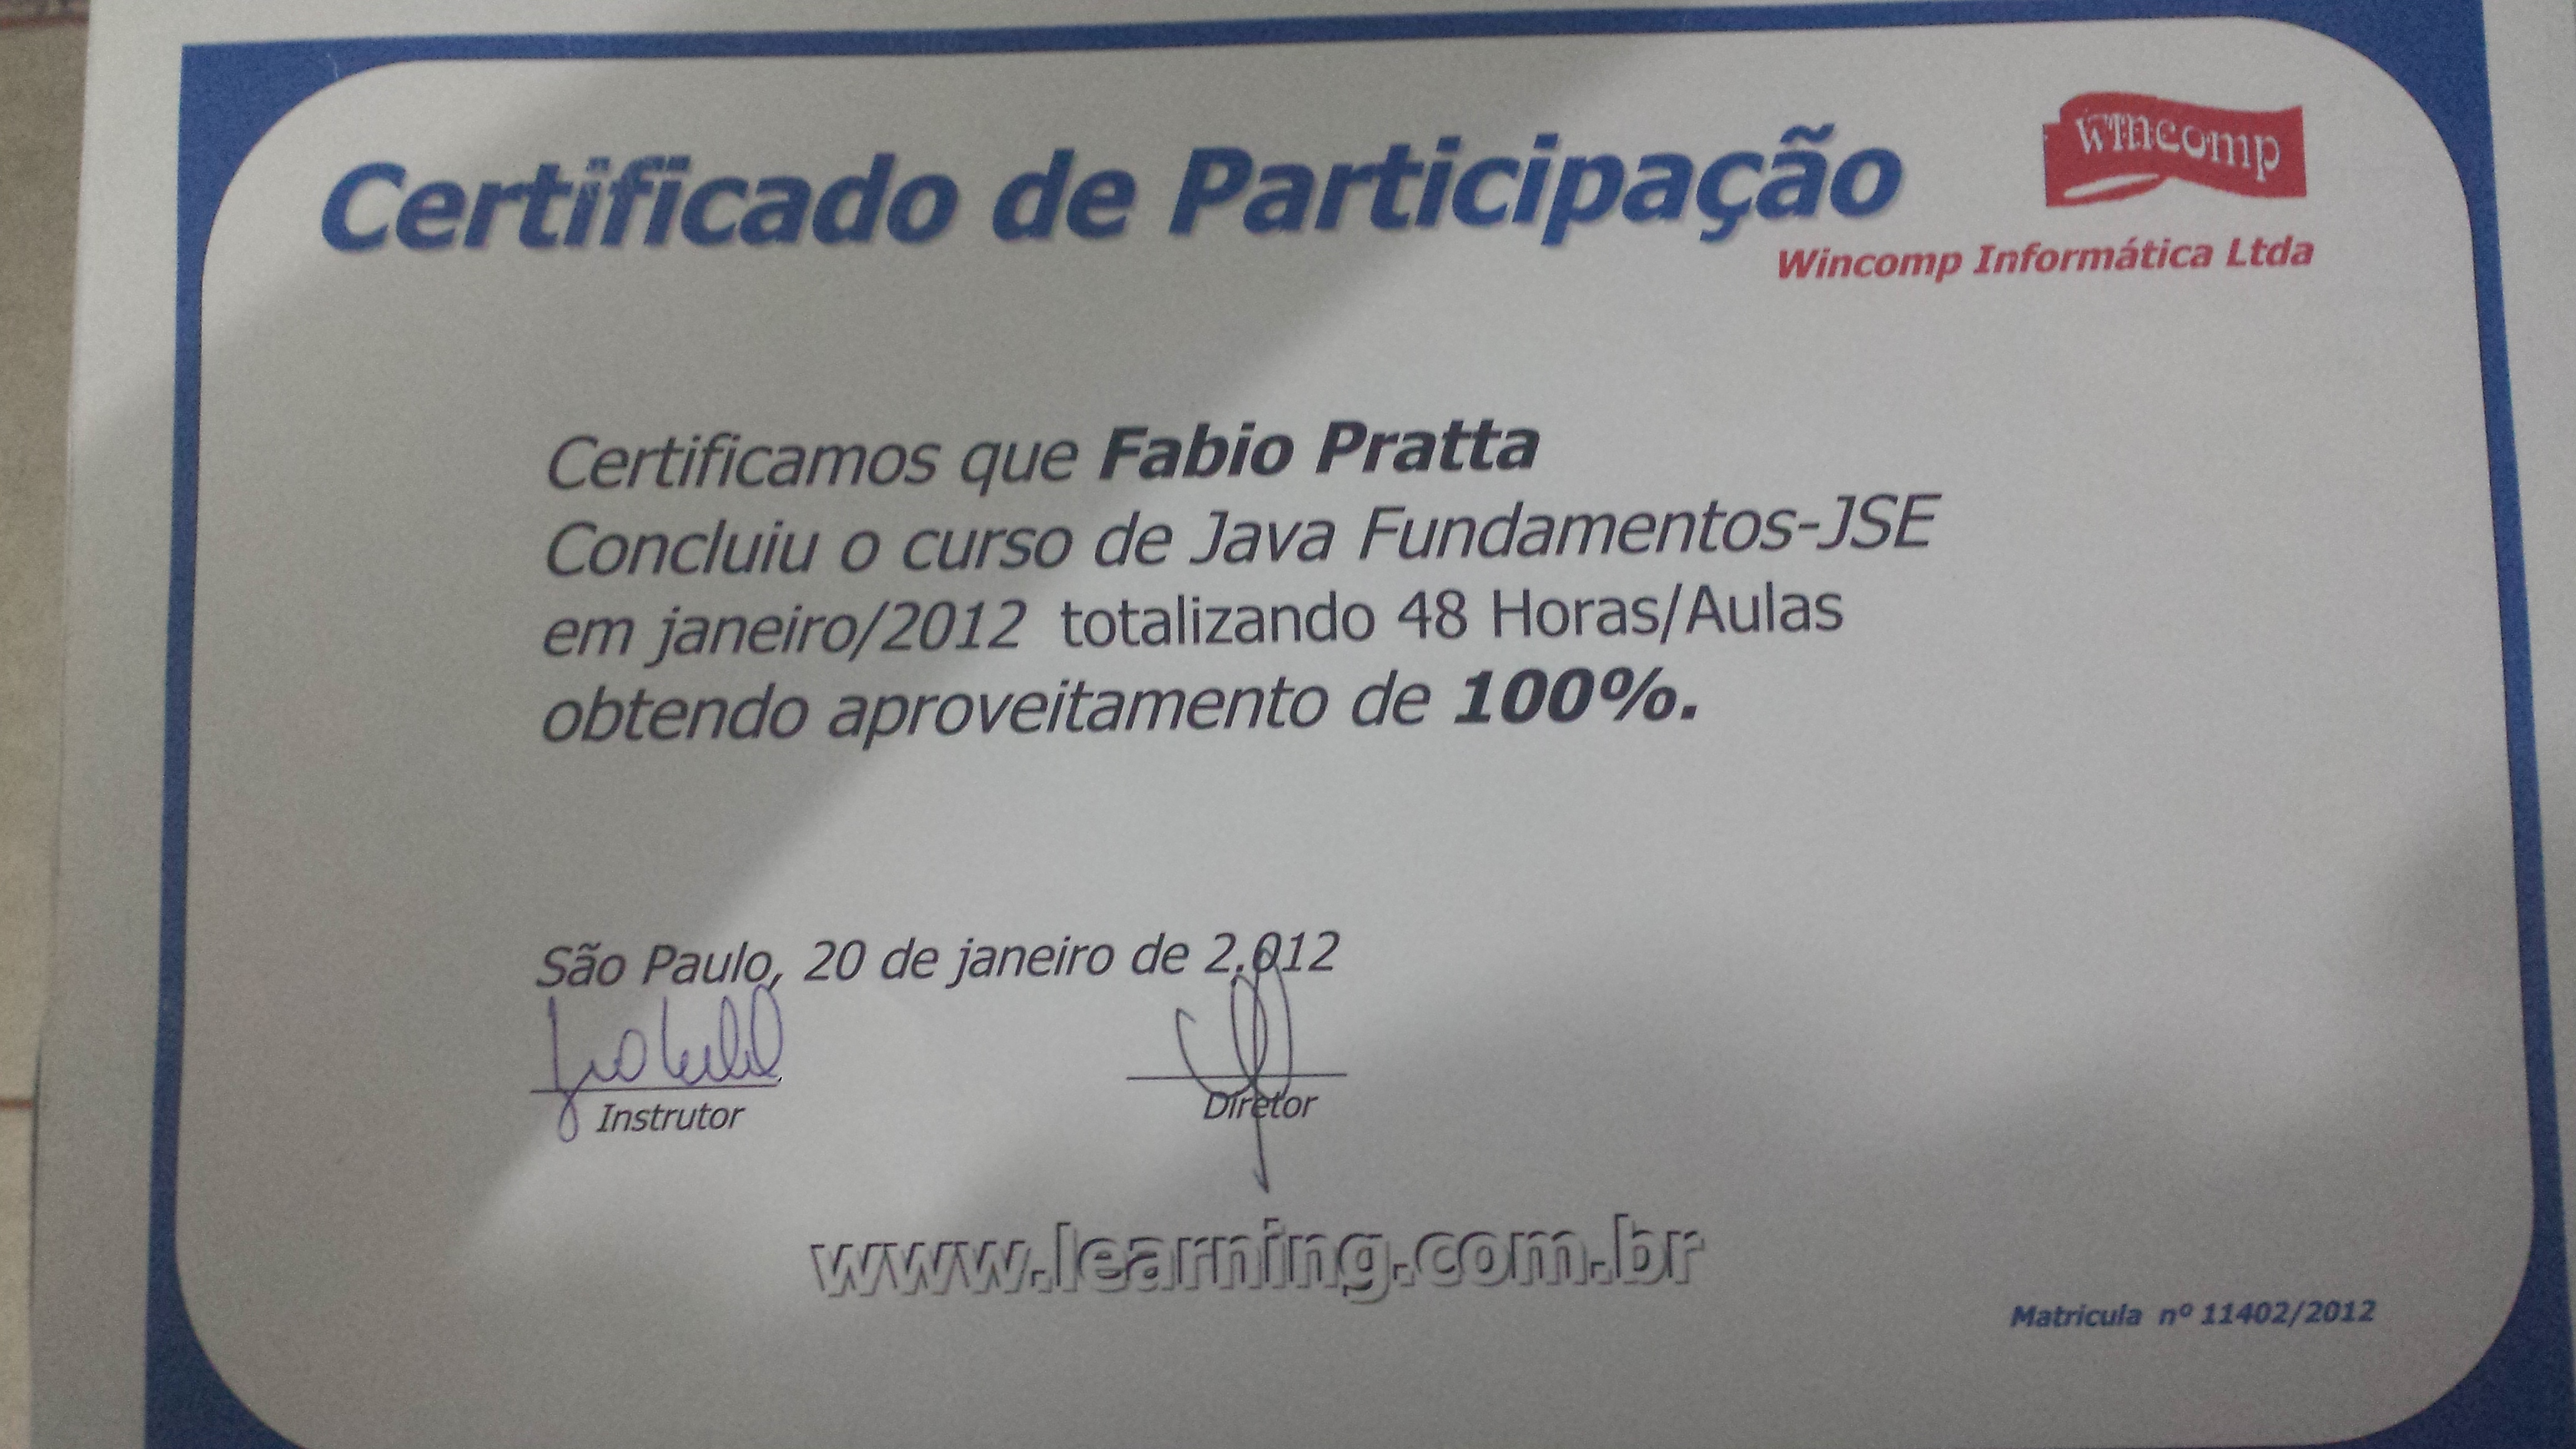 Certificado de Participação
wincomp
Wincomp Informática Ltda
Certificamos que Fabio Pratta
Concluiu o curso de Java Fundamentos-JSE
em janeiro/2012 totalizando 48 Horas/Aulas
obtendo aproveitamento de 100%.
São Paulo, 20 de janeiro de 2.012
Instrutor Diretor
www.learning.com.br
Matricula nº 11402/2012